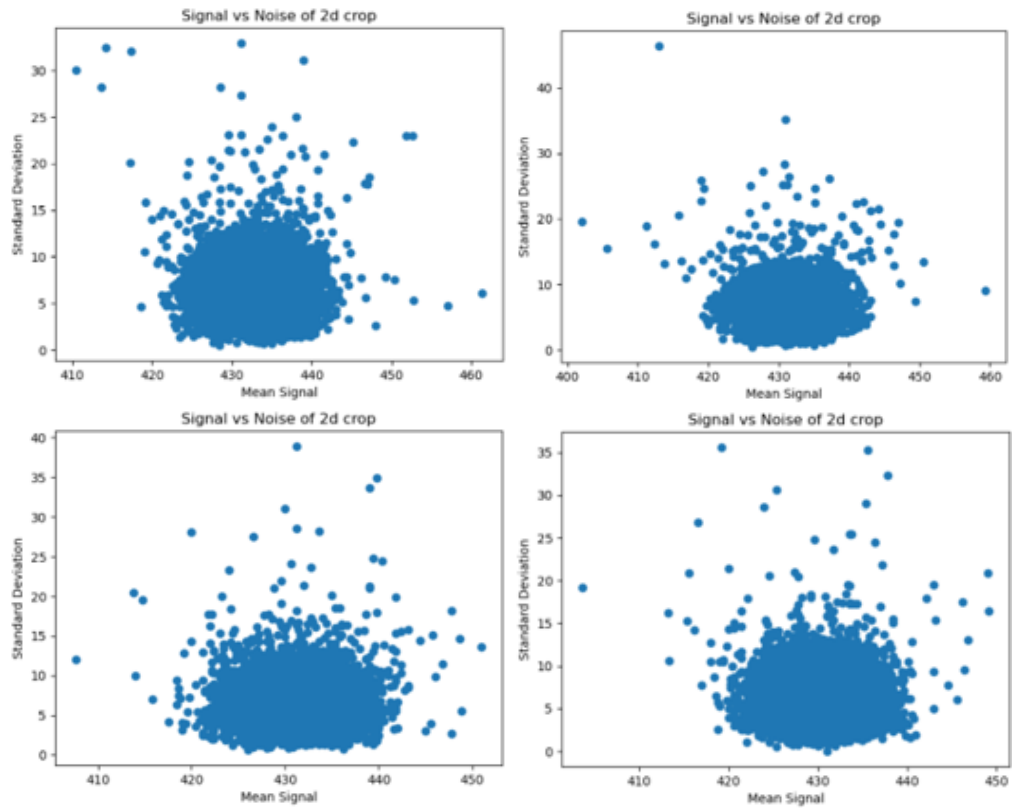 Signal vs Noise of 2d crop
Standard Deviation
30
25
20
15
10
5
0
410 420 430 440 450 460
Mean Signal
Signal vs Noise of 2d crop
Standard Deviation
40
30
20
10
0
400 410 420 430 440 450 460
Mean Signal
Signal vs Noise of 2d crop
Standard Deviation
40
35
30
25
20
15
10
5
0
410 420 430 440 450
Mean Signal
Signal vs Noise of 2d crop
Standard Deviation
35
30
25
20
15
10
5
0
410 420 430 440 450
Mean Signal